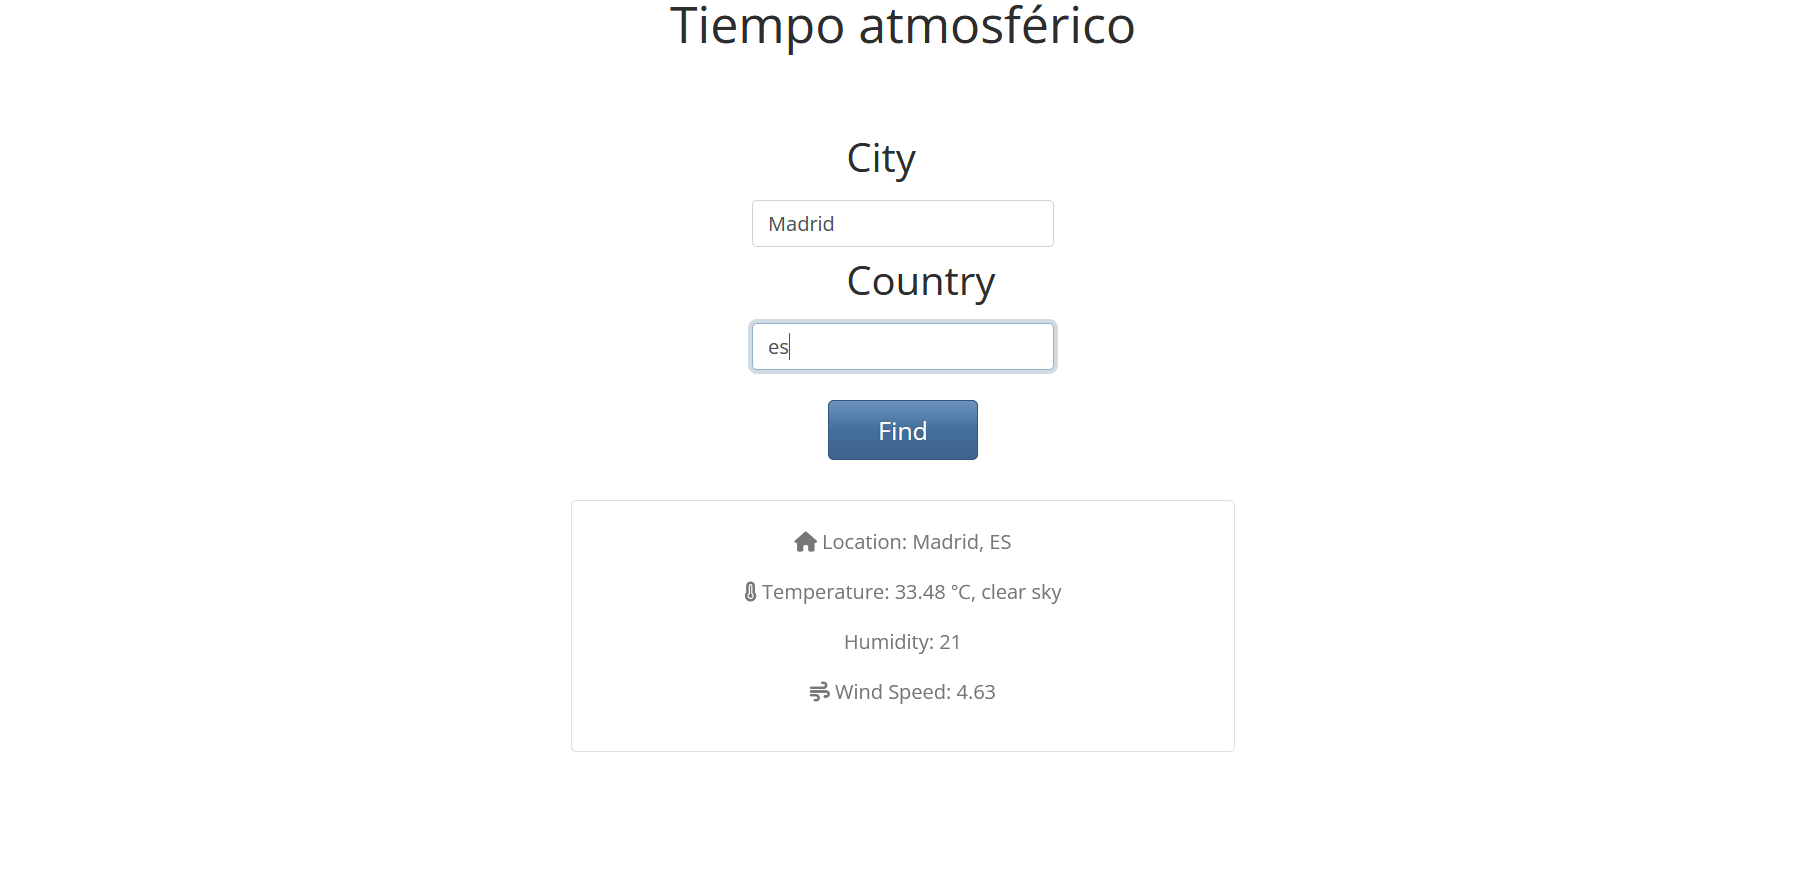 Tiempo atmosférico
City
Madrid
Country
es
Find
Location: Madrid, ES
Temperature: 33.48 °C, clear sky
Humidity: 21
Wind Speed: 4.63